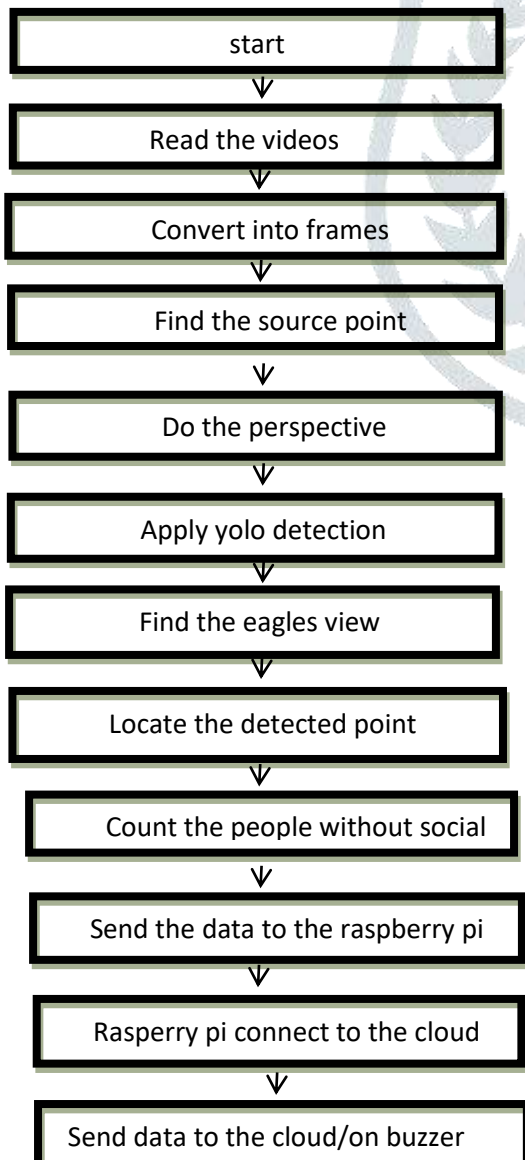 start
Read the videos
Convert into frames
Find the source point
Do the perspective
Apply yolo detection
Find the eagles view
Locate the detected point
Count the people without social
Send the data to the raspberry pi
Rasperry pi connect to the cloud
Send data to the cloud/on buzzer